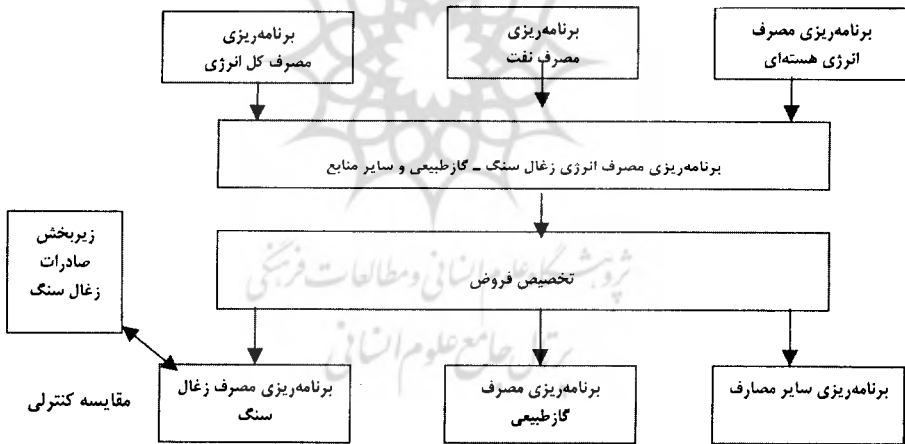 برنامه‌ریزی مصرف
انرژی هسته‌ای
برنامه‌ریزی
مصرف نفت
برنامه‌ریزی
مصرف کل انرژی
برنامه‌ریزی مصرف انرژی زغال سنگ – گازطبیعی و سایر منابع
تخصیص فروض
زیربخش
صادرات
زغال سنگ
برنامه‌ریزی سایر مصارف
برنامه‌ریزی مصرف
گازطبیعی
برنامه‌ریزی مصرف زغال
سنگ
مقایسه کنترلی
پژوهشگاه علوم انسانی و مطالعات فرهنگی
پرتال جامع علوم انسانی